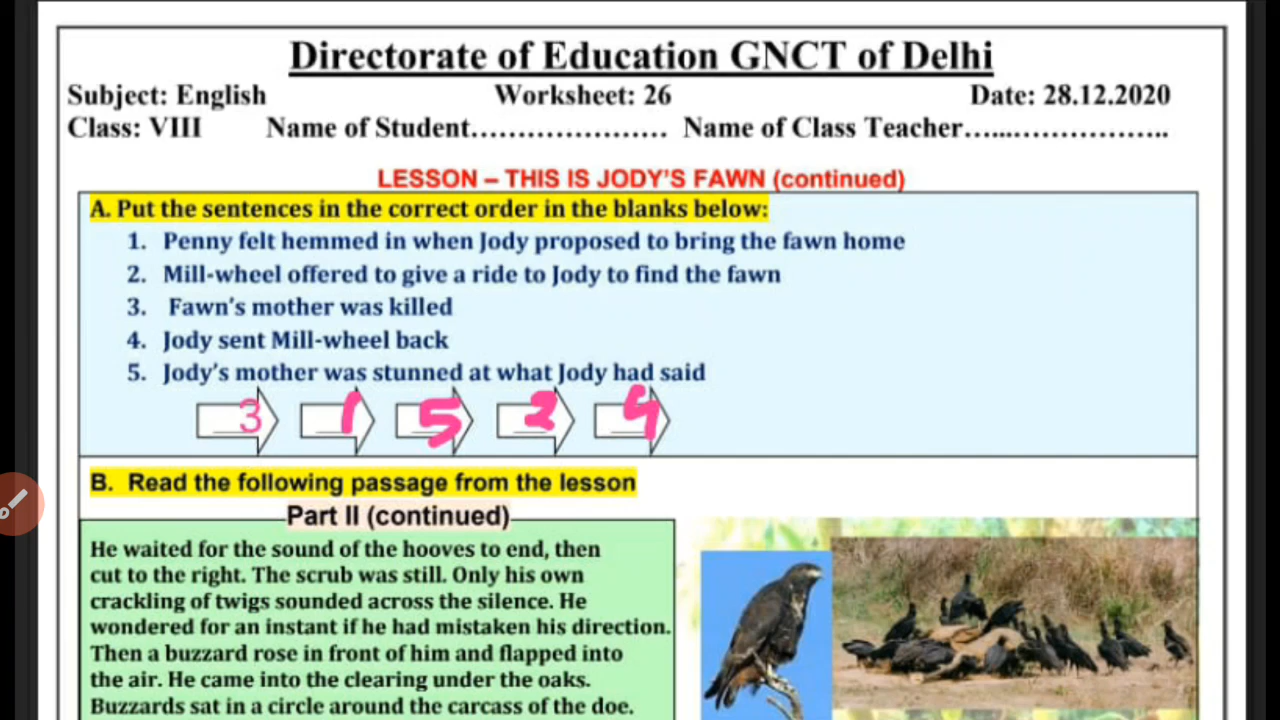 Directorate of Education GNCT of Delhi
Subject: English Worksheet: 26 Date: 28.12.2020
Class: VIII Name of Student………………… Name of Class Teacher…...……………..
LESSON – THIS IS JODY'S FAWN (continued)
A. Put the sentences in the correct order in the blanks below:
1. Penny felt hemmed in when Jody proposed to bring the fawn home
2. Mill-wheel offered to give a ride to Jody to find the fawn
3. Fawn's mother was killed
4. Jody sent Mill-wheel back
5. Jody's mother was stunned at what Jody had said
3 1 5 2 4
B. Read the following passage from the lesson
Part II (continued)
He waited for the sound of the hooves to end, then
cut to the right. The scrub was still. Only his own
crackling of twigs sounded across the silence. He
wondered for an instant if he had mistaken his direction.
Then a buzzard rose in front of him and flapped into
the air. He came into the clearing under the oaks.
Buzzards sat in a circle around the carcass of the doe.